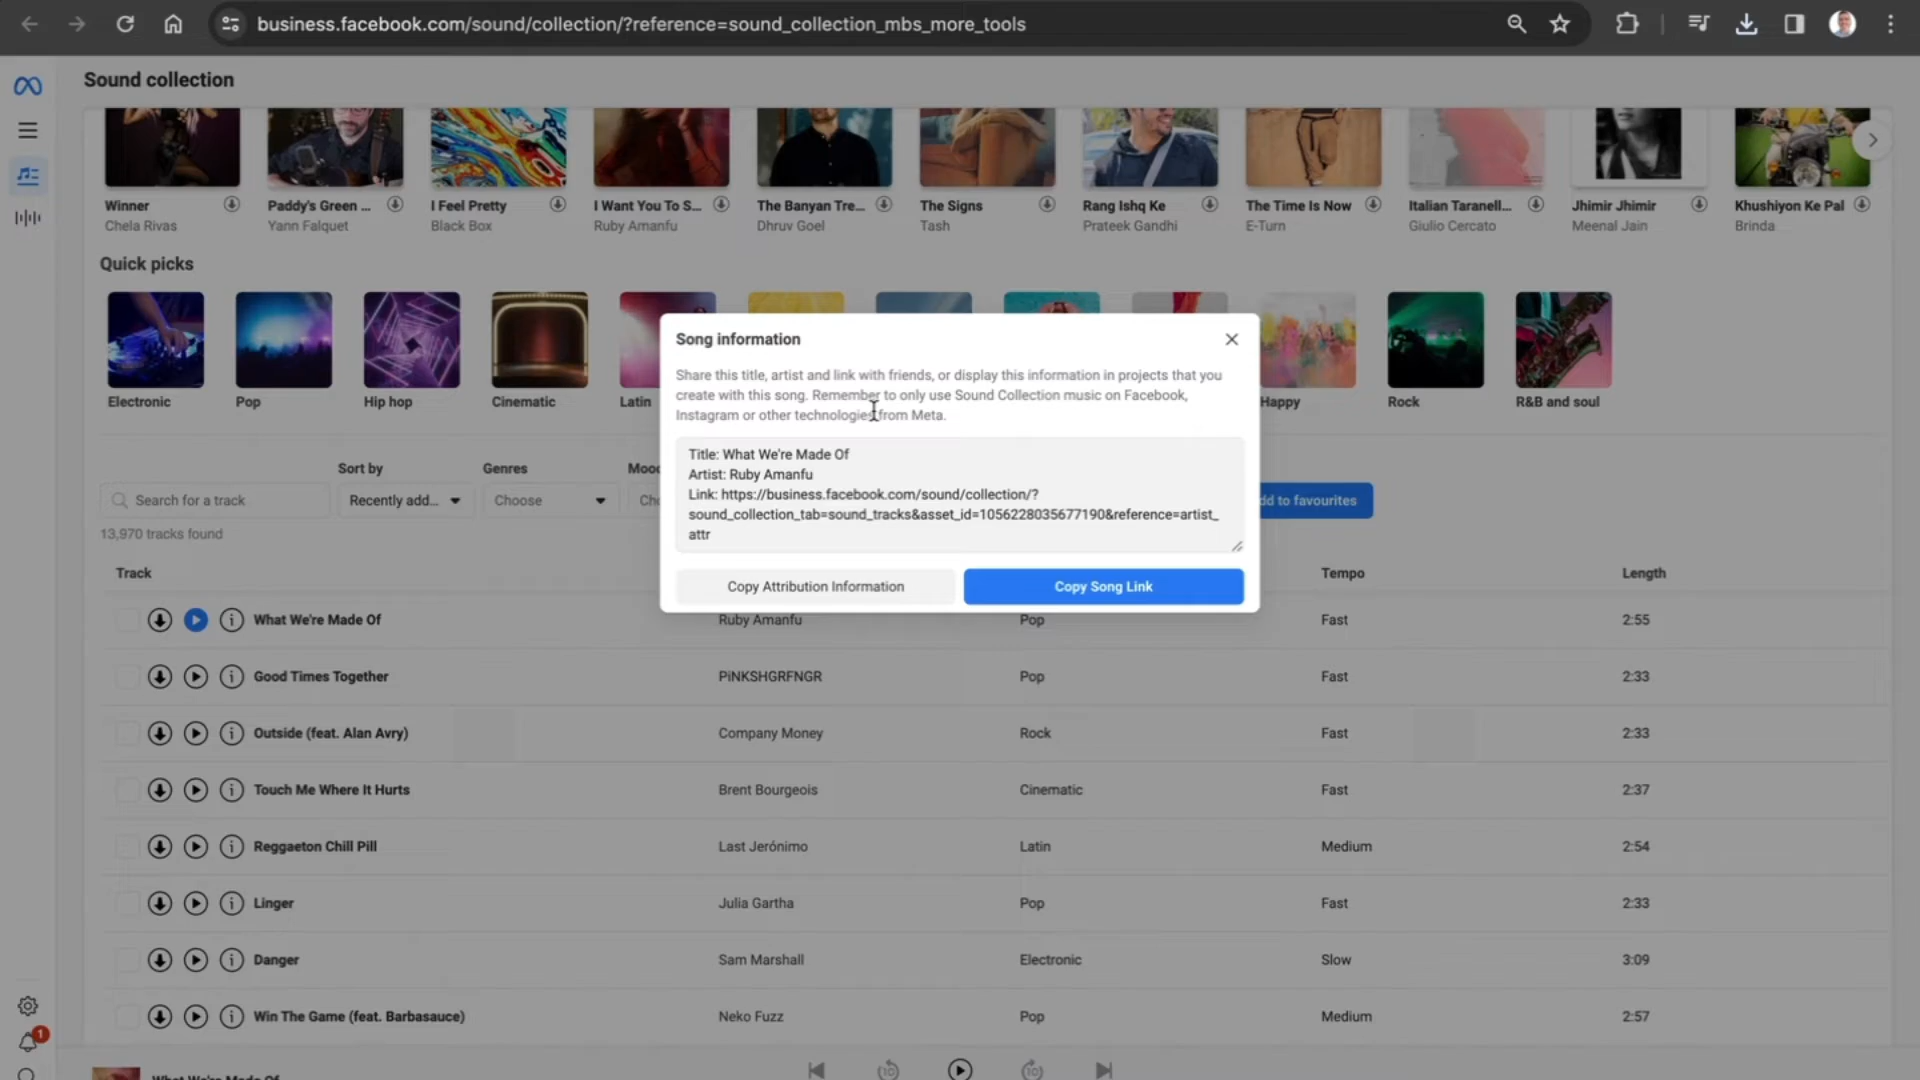 business.facebook.com/sound/collection/?reference=sound_collection_mbs_more_tools
Sound collection
Winner
Chela Rivas
Paddy's Green ...
Yann Falquet
I Feel Pretty
Black Box
I Want You To S...
Ruby Amanfu
The Banyan Tre...
Dhruv Goel
The Signs
Tash
Rang Ishq Ke
Prateek Gandhi
The Time Is Now
E-Turn
Italian Taranell...
Giulio Cercato
Jhimir Jhimir
Meenal Jain
Khushiyon Ke Pal
Brinda
Quick picks
Electronic
Pop
Hip hop
Cinematic
Latin
Happy
Rock
R&B and soul
Song information
Share this title, artist and link with friends, or display this information in projects that you
create with this song. Remember to only use Sound Collection music on Facebook,
Instagram or other technologies from Meta.
Title: What We're Made Of
Artist: Ruby Amanfu
Link: https://business.facebook.com/sound/collection/?
sound_collection_tab=sound_tracks&asset_id=1056228035677190&reference=artist_
attr
Copy Attribution Information
Copy Song Link
Sort by
Genres
Search for a track
Recently add...
Choose
to favourites
13,970 tracks found
Track Tempo Length
What We're Made Of Ruby Amanfu Pop Fast 2:55
Good Times Together PiNKSHGRFNGR Pop Fast 2:33
Outside (feat. Alan Avry) Company Money Rock Fast 2:33
Touch Me Where It Hurts Brent Bourgeois Cinematic Fast 2:37
Reggaeton Chill Pill Last Jerónimo Latin Medium 2:54
Linger Julia Gartha Pop Fast 2:33
Danger Sam Marshall Electronic Slow 3:09
Win The Game (feat. Barbasauce) Neko Fuzz Pop Medium 2:57
1
What We're Made Of
10
10